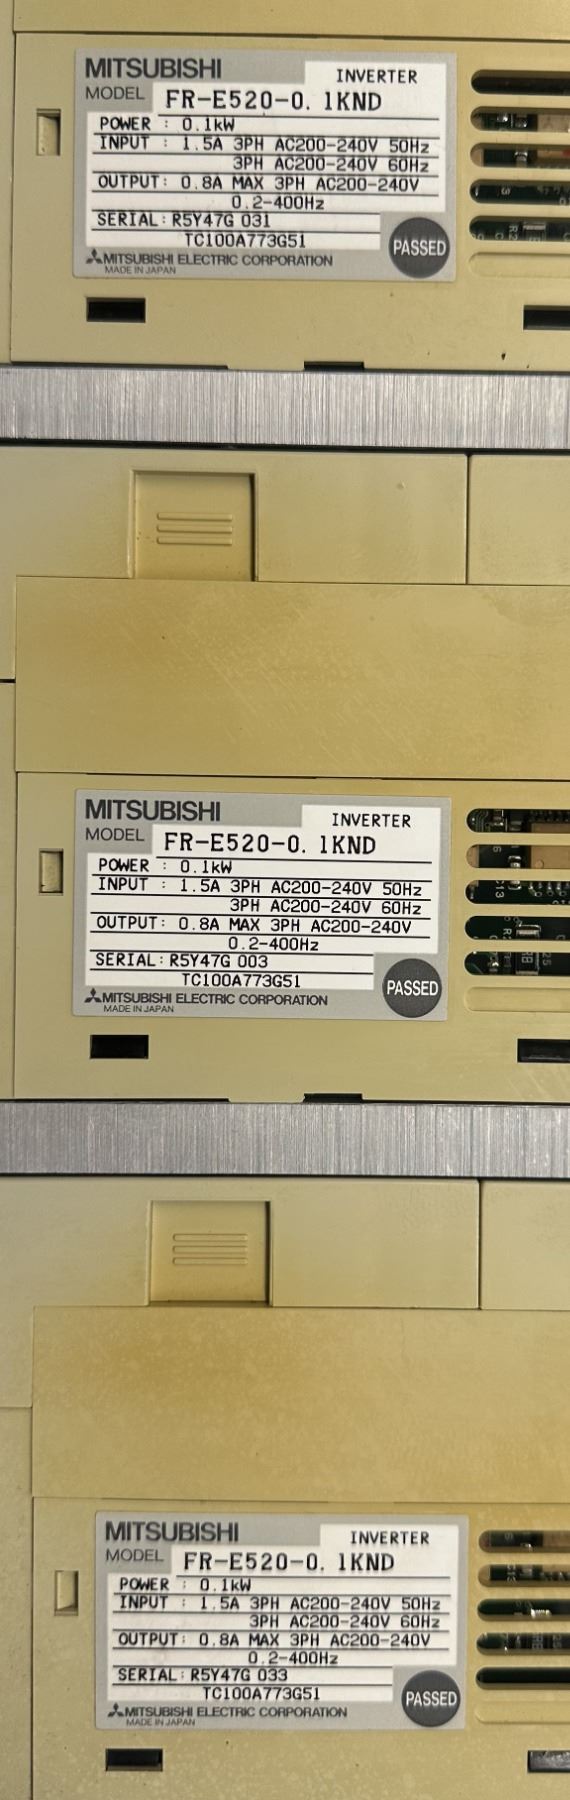 MITSUBISHI
INVERTER
MODEL FR-E520-0.1KND
POWER : 0.1kW
INPUT : 1.5A 3PH AC200-240V 50Hz
3PH AC200-240V 60Hz
OUTPUT: 0.8A MAX 3PH AC200-240V
0.2-400Hz
SERIAL: R5Y47G 031
TC100A773G51
PASSED
MITSUBISHI ELECTRIC CORPORATION
MADE IN JAPAN
MITSUBISHI
INVERTER
MODEL FR-E520-0.1KND
POWER : 0.1kW
INPUT : 1.5A 3PH AC200-240V 50Hz
3PH AC200-240V 60Hz
OUTPUT: 0.8A MAX 3PH AC200-240V
0.2-400Hz
SERIAL: R5Y47G 003
TC100A773G51
PASSED
MITSUBISHI ELECTRIC CORPORATION
MADE IN JAPAN
MITSUBISHI
INVERTER
MODEL FR-E520-0.1KND
POWER : 0.1kW
INPUT : 1.5A 3PH AC200-240V 50Hz
3PH AC200-240V 60Hz
OUTPUT: 0.8A MAX 3PH AC200-240V
0.2-400Hz
SERIAL: R5Y47G 033
TC100A773G51
PASSED
MITSUBISHI ELECTRIC CORPORATION
MADE IN JAPAN